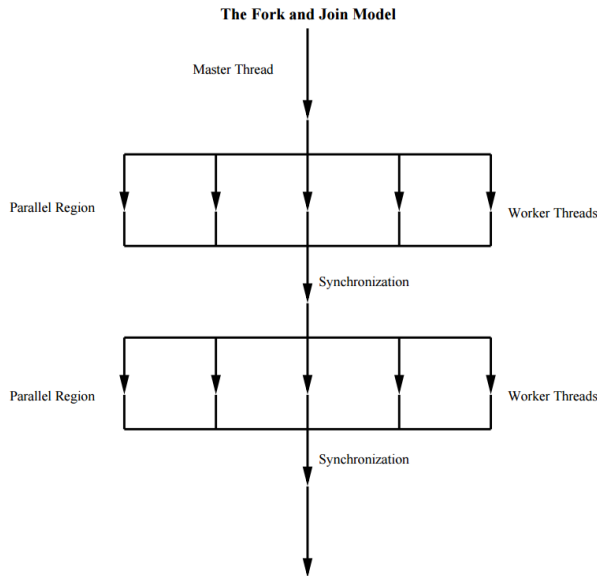 The Fork and Join Model
Master Thread
Parallel Region
Worker Threads
Synchronization
Parallel Region
Worker Threads
Synchronization